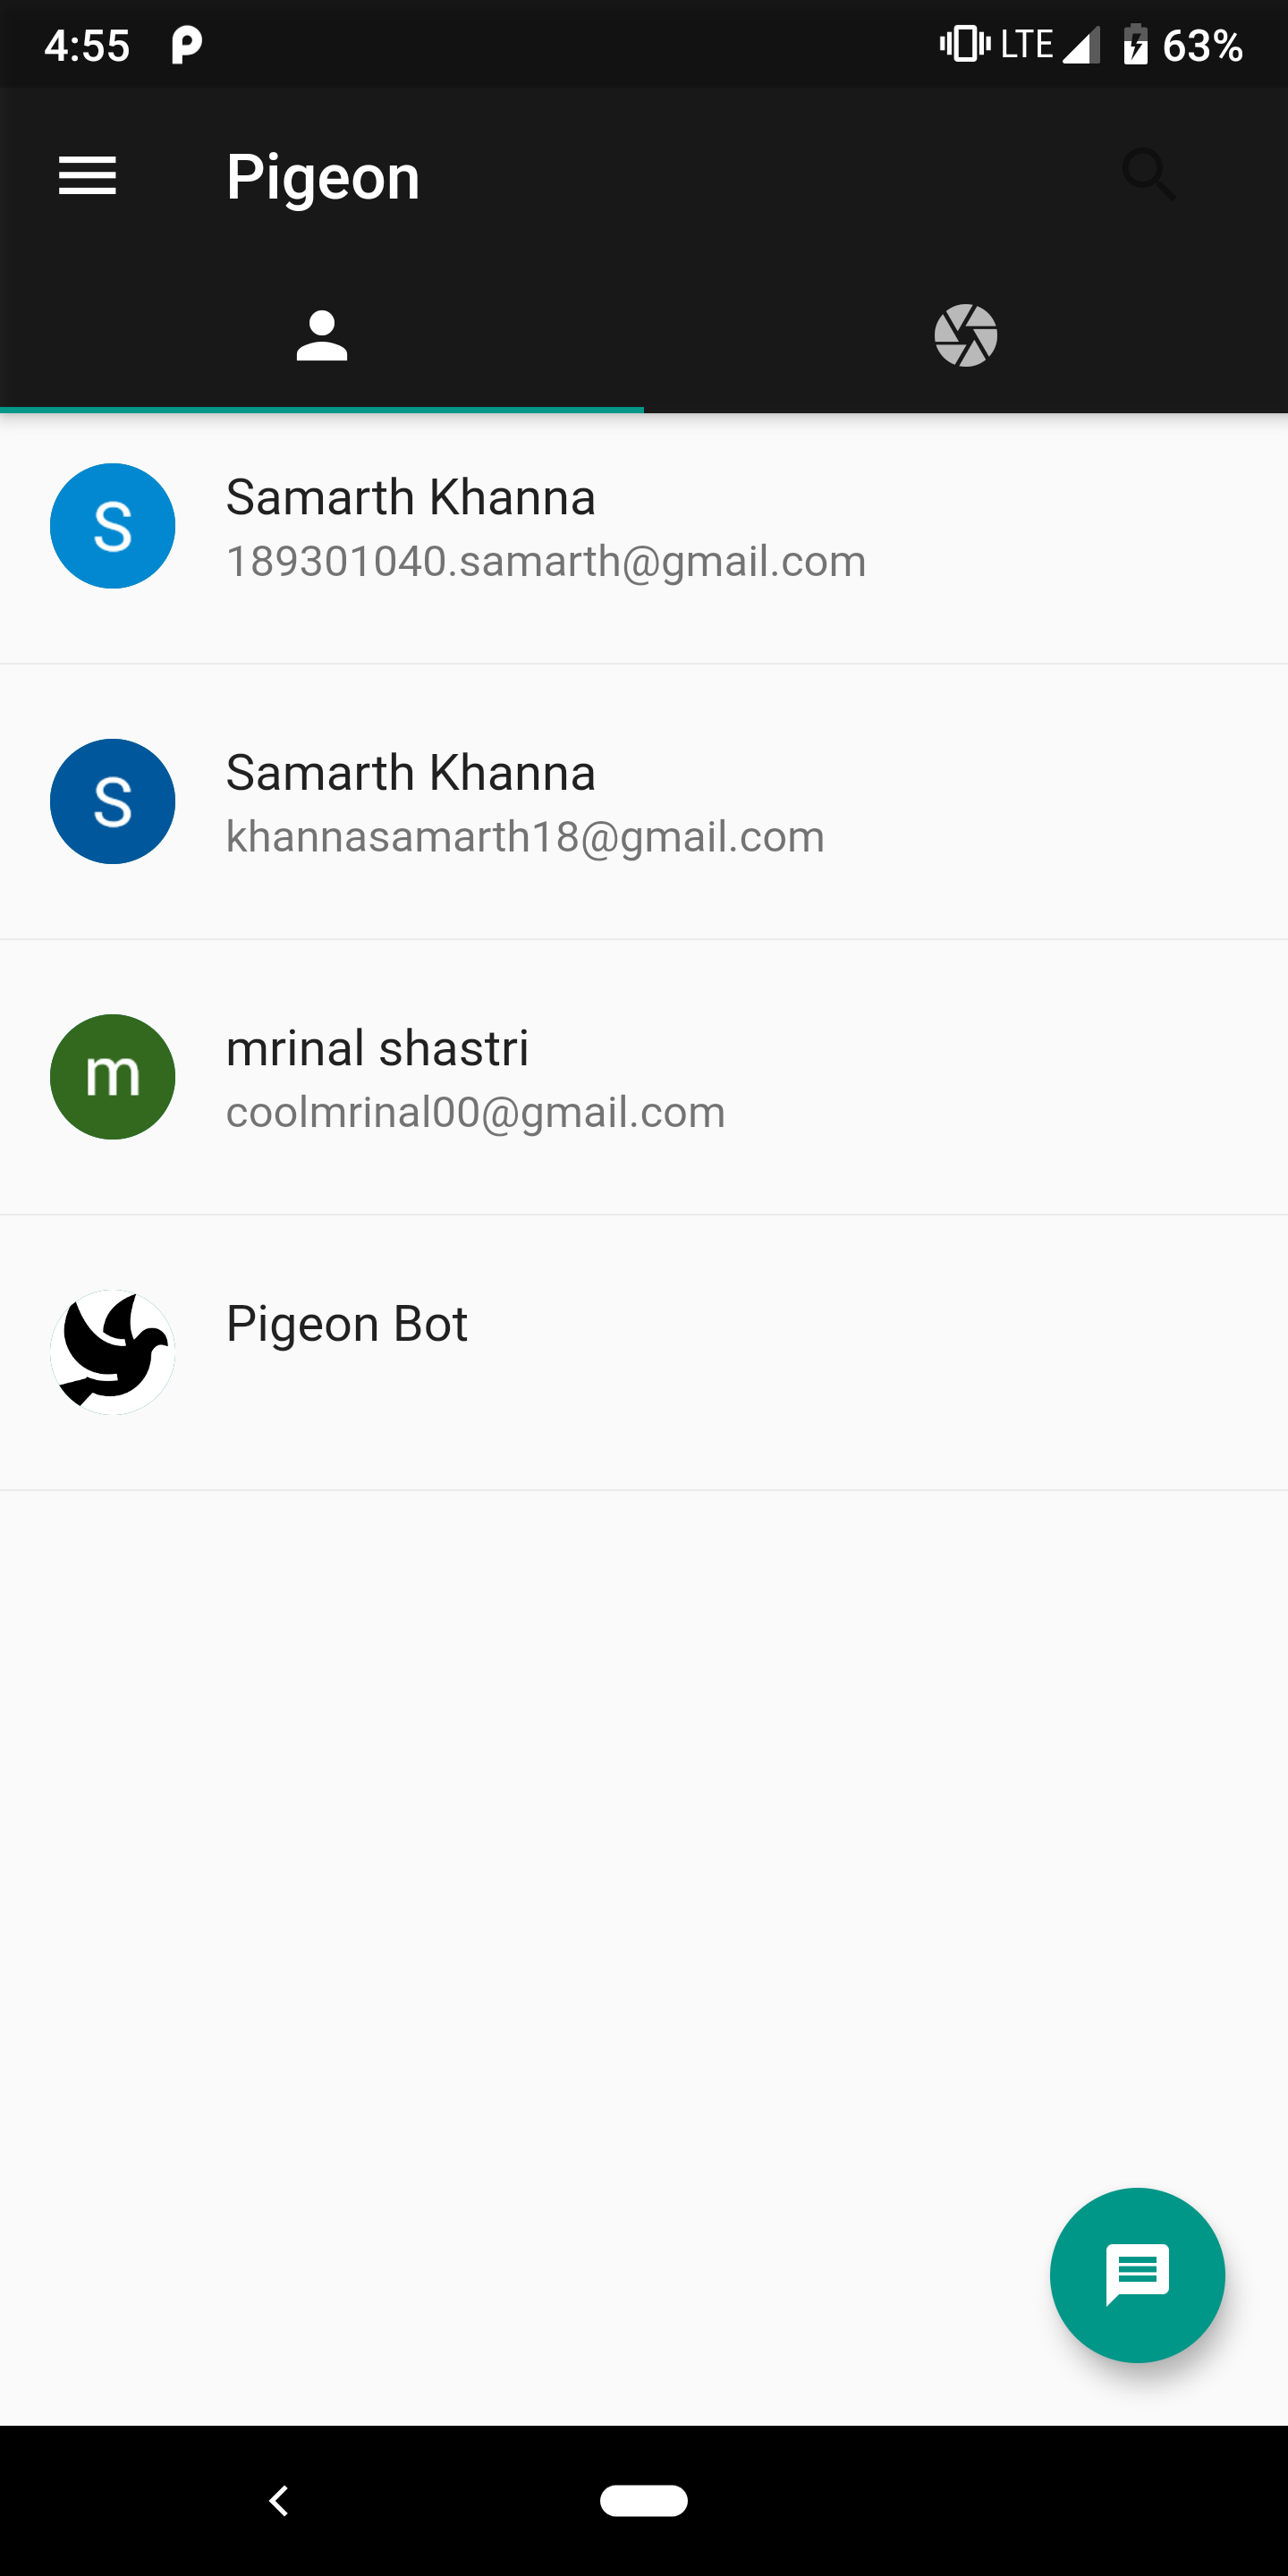 4:55 LTE 63%
Pigeon
S
Samarth Khanna
189301040.samarth@gmail.com
S
Samarth Khanna
khannasamarth18@gmail.com
m
mrinal shastri
coolmrinal00@gmail.com
Pigeon Bot